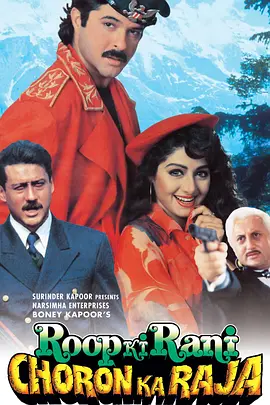 SURINDER KAPOOR PRESENTS
NARSIMHA ENTERPRISES
BONEY KAPOOR'S
ROOP KI RANI
CHORON KA RAJA